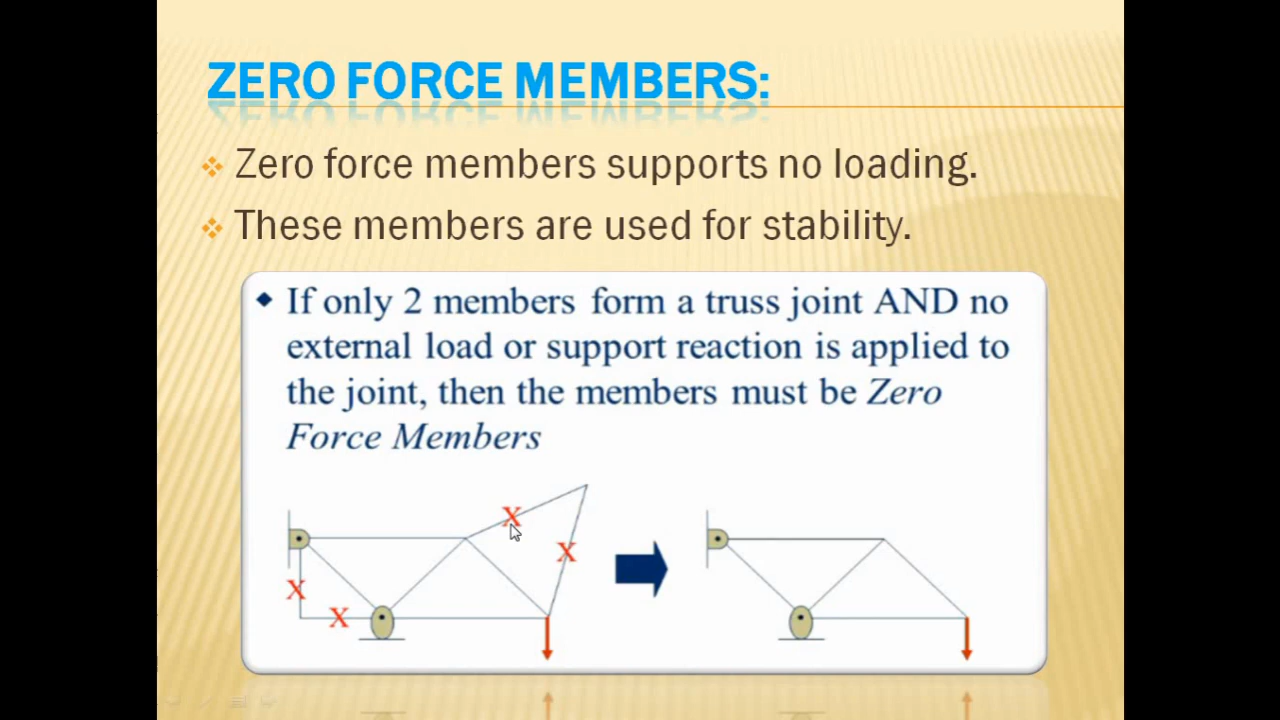 ZERO FORCE MEMBERS:
Zero force members supports no loading.
These members are used for stability.
If only 2 members form a truss joint AND no
external load or support reaction is applied to
the joint, then the members must be Zero
Force Members
X
X
X
X